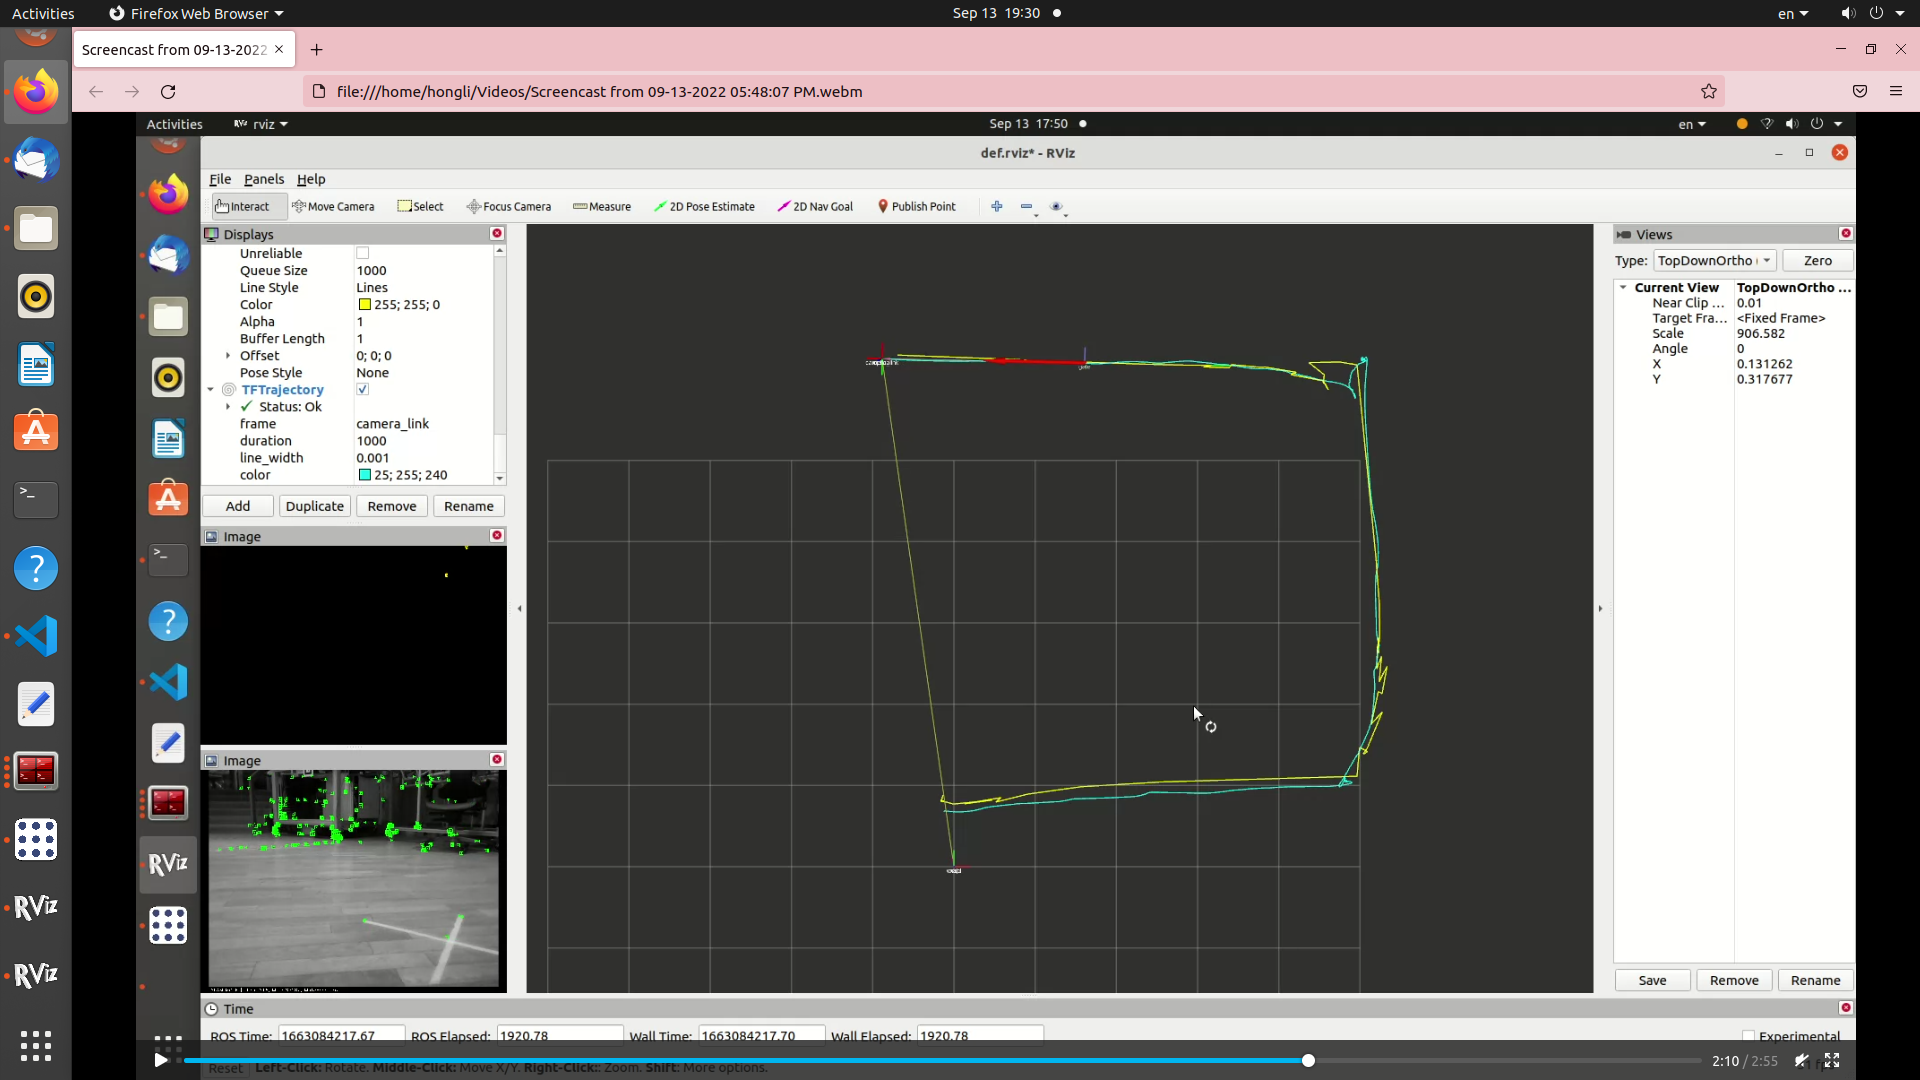 Activities Firefox Web Browser Sep 13 19:30 en
Screencast from 09-13-2022
file:///home/hongli/Videos/Screencast from 09-13-2022 05:48:07 PM.webm
Activities rviz Sep 13 17:50 en
def.rviz* - RViz
File Panels Help
Interact Move Camera Select Focus Camera Measure 2D Pose Estimate 2D Nav Goal Publish Point
Displays
Unreliable
Queue Size 1000
Line Style Lines
Color 255; 255; 0
Alpha 1
Buffer Length 1
Offset 0; 0; 0
Pose Style None
TFTrajectory
Status: Ok
frame camera_link
duration 1000
line_width 0.001
color 25; 255; 240
Add Duplicate Remove Rename
Image
Image
Views
Type: TopDownOrtho Zero
Current View TopDownOrtho ...
Near Clip ... 0.01
Target Fra... <Fixed Frame>
Scale 906.582
Angle 0
X 0.131262
Y 0.317677
Save Remove Rename
RViz
RViz
RViz
Time
ROS Time: 1663084217.67 ROS Elapsed: 1920.78 Wall Time: 1663084217.70 Wall Elapsed: 1920.78 Experimental
2:10 / 2:55
Reset Left-Click: Rotate. Middle-Click: Move X/Y. Right-Click:: Zoom. Shift: More options.